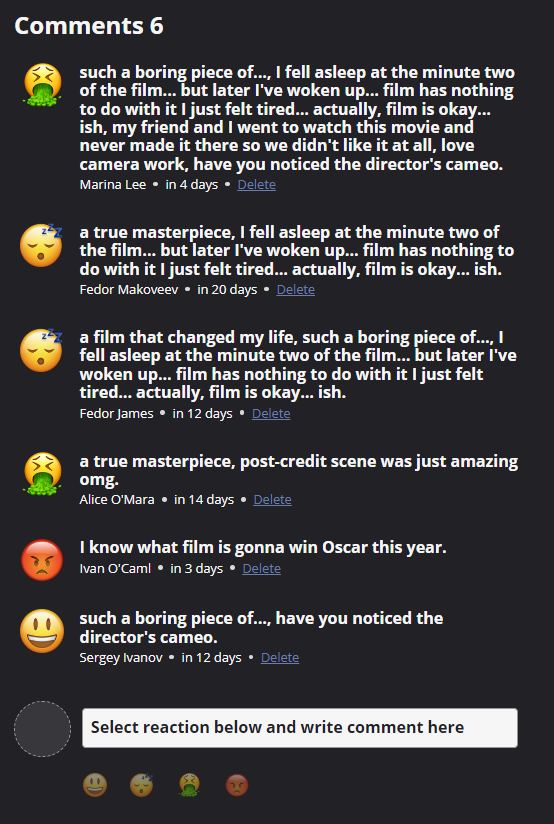 Comments 6
such a boring piece of..., I fell asleep at the minute two
of the film... but later I've woken up... film has nothing
to do with it I just felt tired... actually, film is okay...
ish, my friend and I went to watch this movie and
never made it there so we didn't like it at all, love
camera work, have you noticed the director's cameo.
Marina Lee • in 4 days • Delete
a true masterpiece, I fell asleep at the minute two of
the film... but later I've woken up... film has nothing to
do with it I just felt tired... actually, film is okay... ish.
Fedor Makoveev • in 20 days • Delete
a film that changed my life, such a boring piece of..., I
fell asleep at the minute two of the film... but later I've
woken up... film has nothing to do with it I just felt
tired... actually, film is okay... ish.
Fedor James • in 12 days • Delete
a true masterpiece, post-credit scene was just amazing
omg.
Alice O'Mara • in 14 days • Delete
I know what film is gonna win Oscar this year.
Ivan O'Caml • in 3 days • Delete
such a boring piece of..., have you noticed the
director's cameo.
Sergey Ivanov • in 12 days • Delete
Select reaction below and write comment here